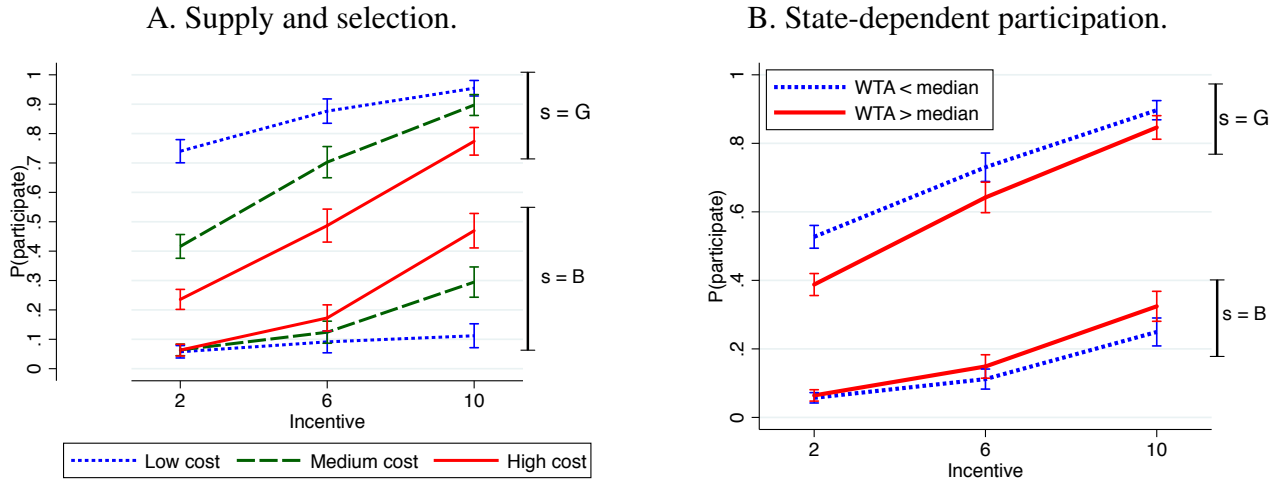 A. Supply and selection.
P(participate)
1
.9
.8
.7
.6
.5
.4
.3
.2
.1
0
s = G
s = B
2
6
10
Incentive
Low cost
Medium cost
High cost
B. State-dependent participation.
P(participate)
1
.8
.6
.4
.2
0
WTA < median
WTA > median
s = G
s = B
2
6
10
Incentive